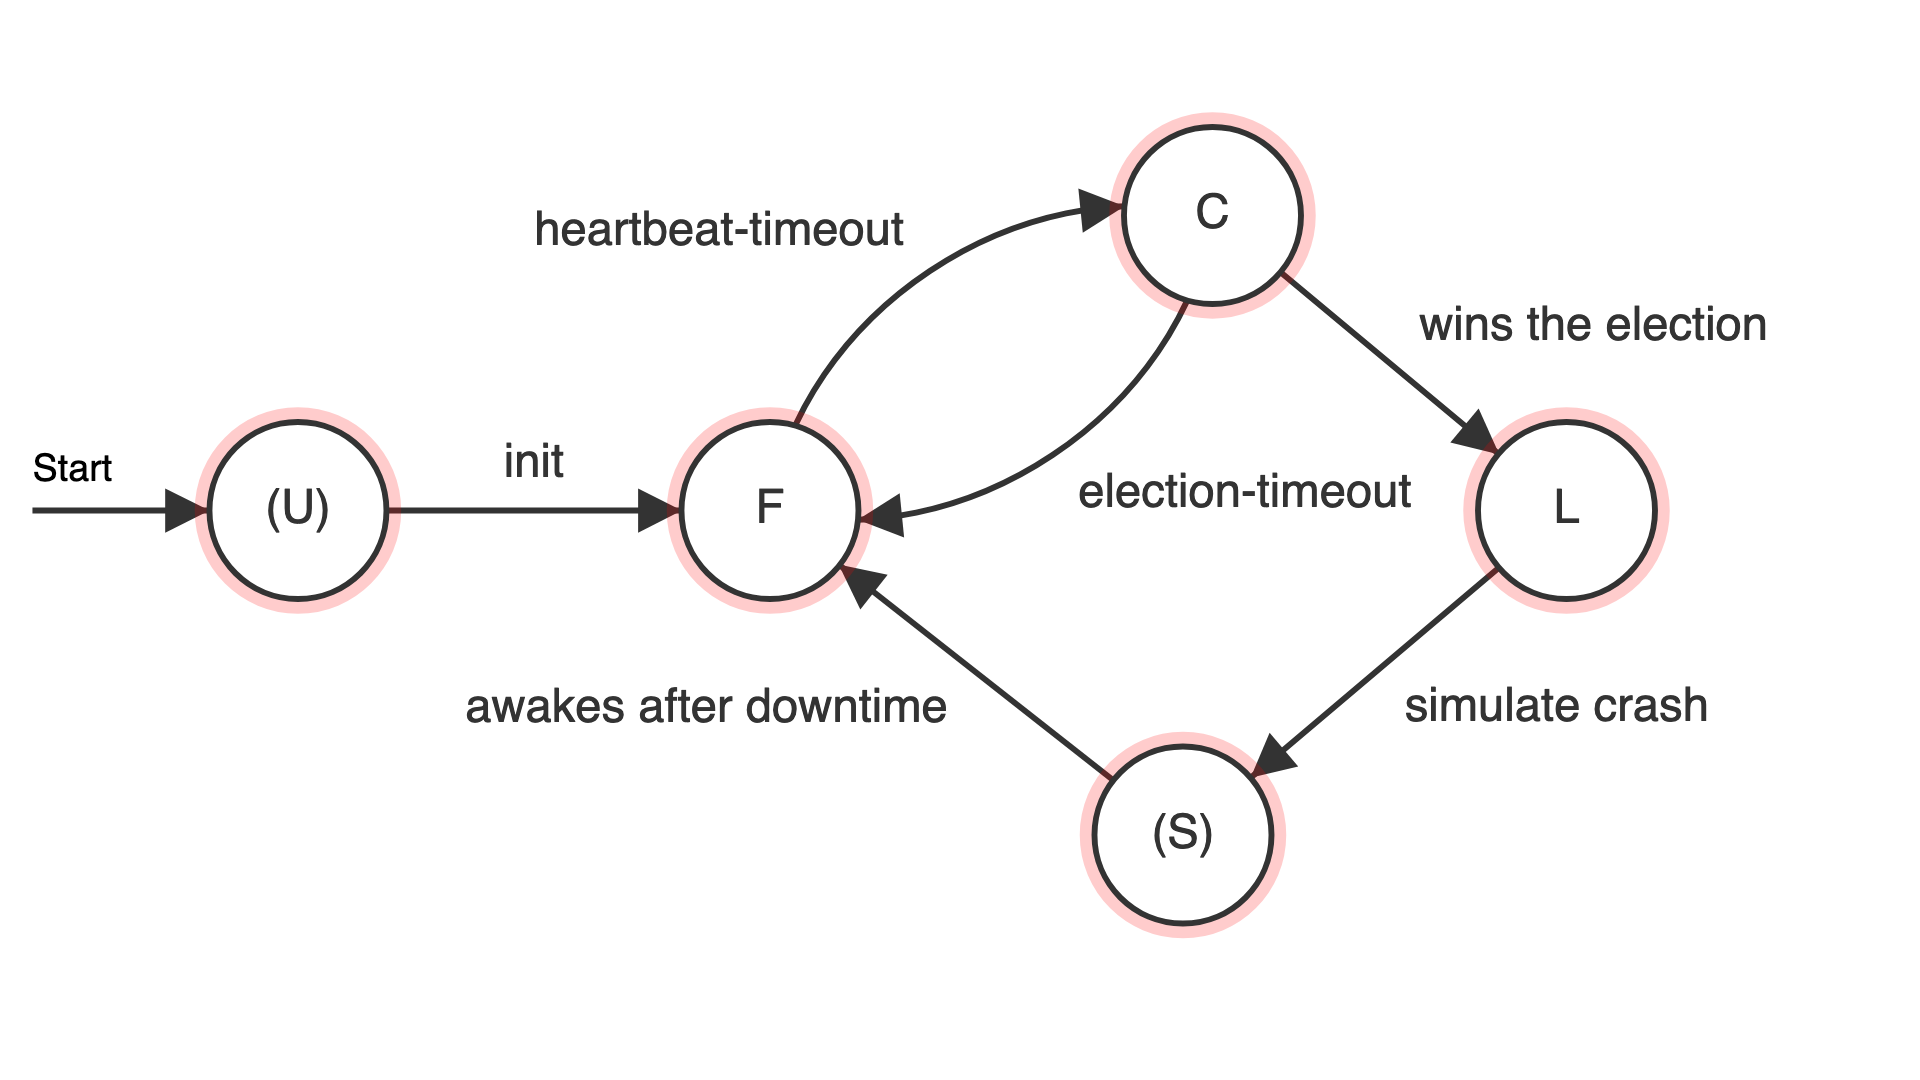 C
heartbeat-timeout
wins the election
Start
init
(U)
F
election-timeout
L
awakes after downtime
simulate crash
(S)